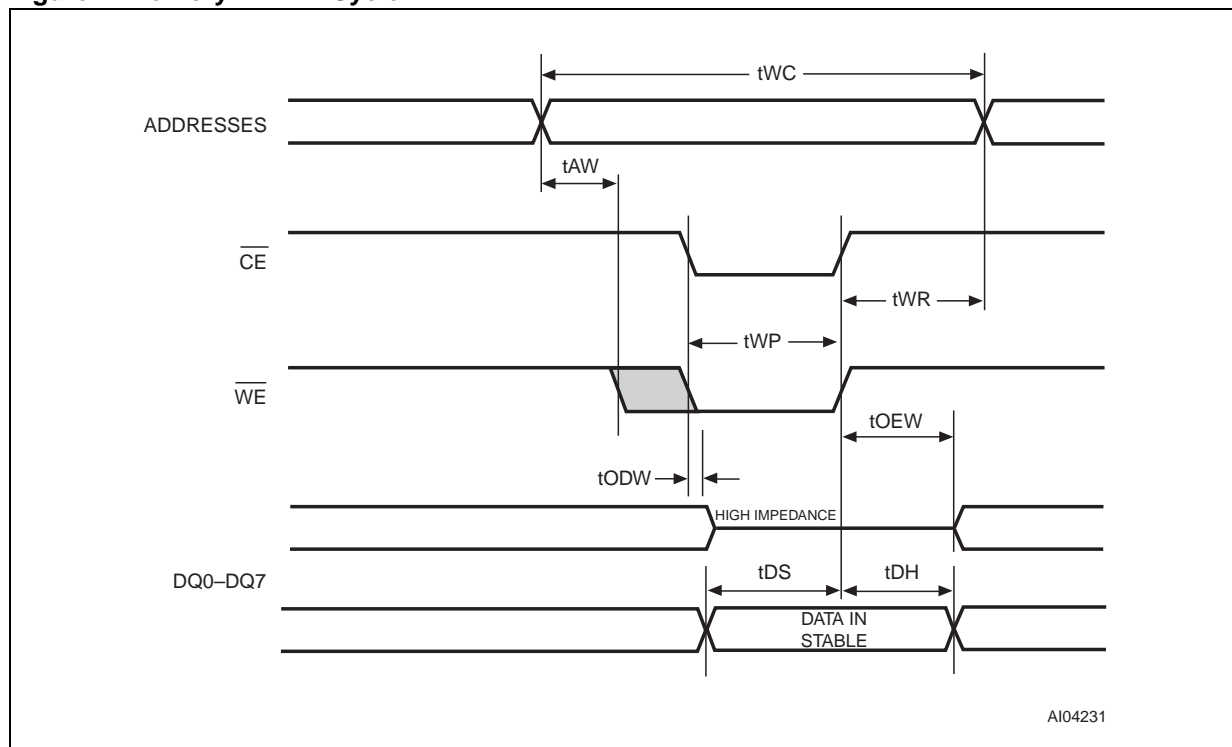 tWC
ADDRESSES
tAW
CE
tWR
tWP
WE
tOEW
tODW
HIGH IMPEDANCE
DQ0–DQ7
tDS
tDH
DATA IN
STABLE
AI04231